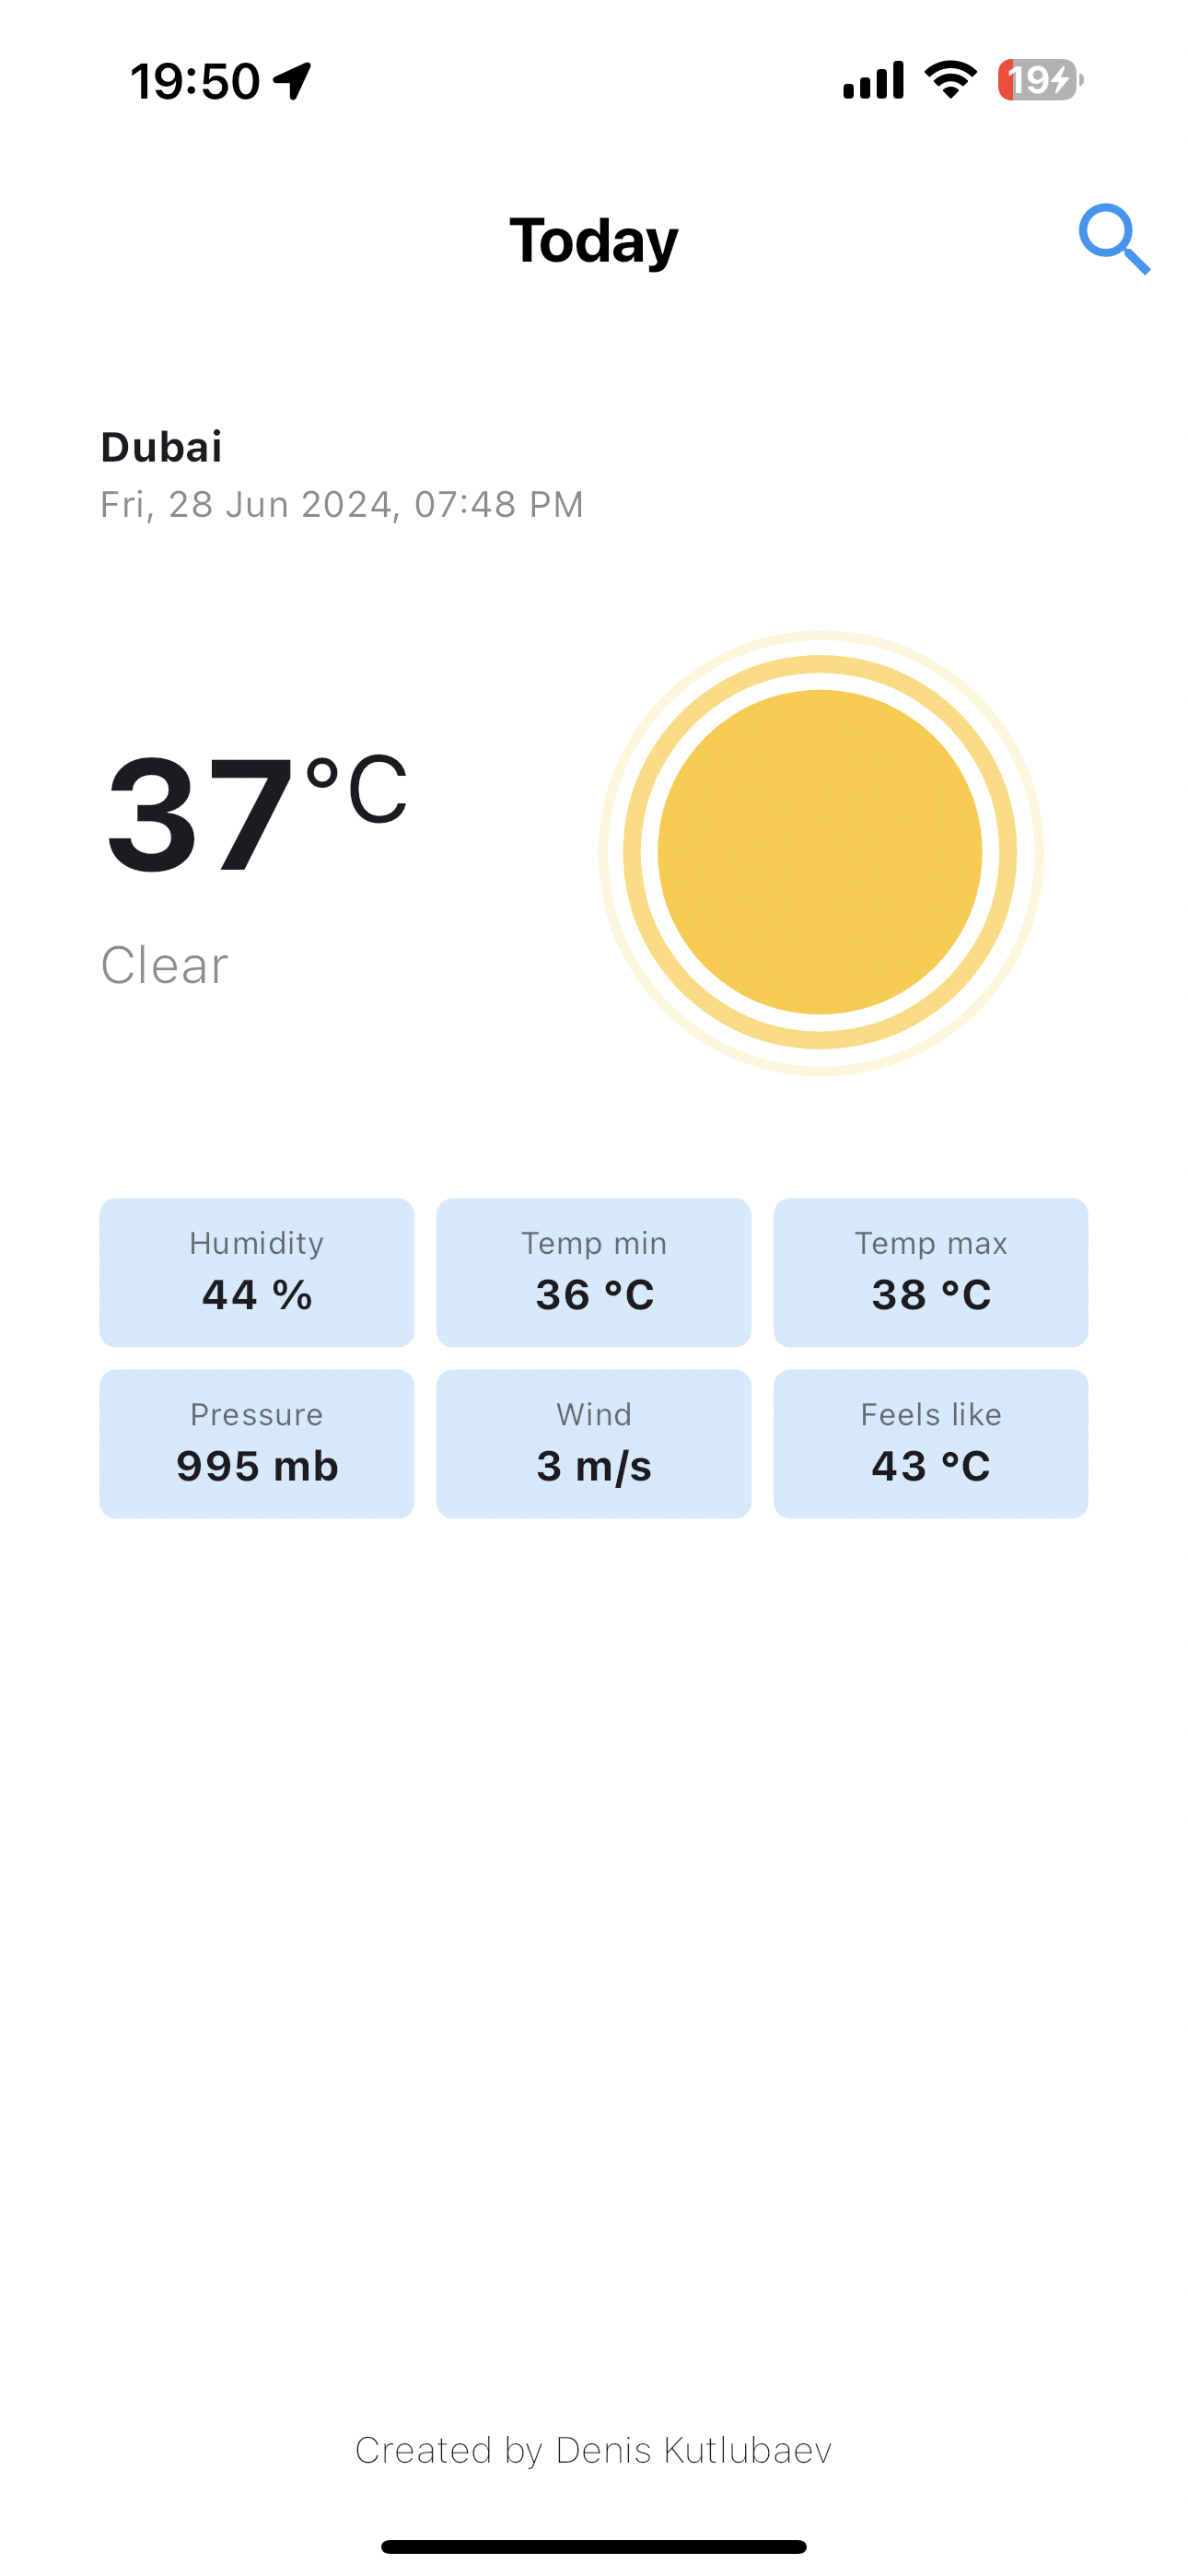 19:50
19
Today
Dubai
Fri, 28 Jun 2024, 07:48 PM
37°C
Clear
Humidity
44 %
Temp min
36 °C
Temp max
38 °C
Pressure
995 mb
Wind
3 m/s
Feels like
43 °C
Created by Denis Kutlubaev